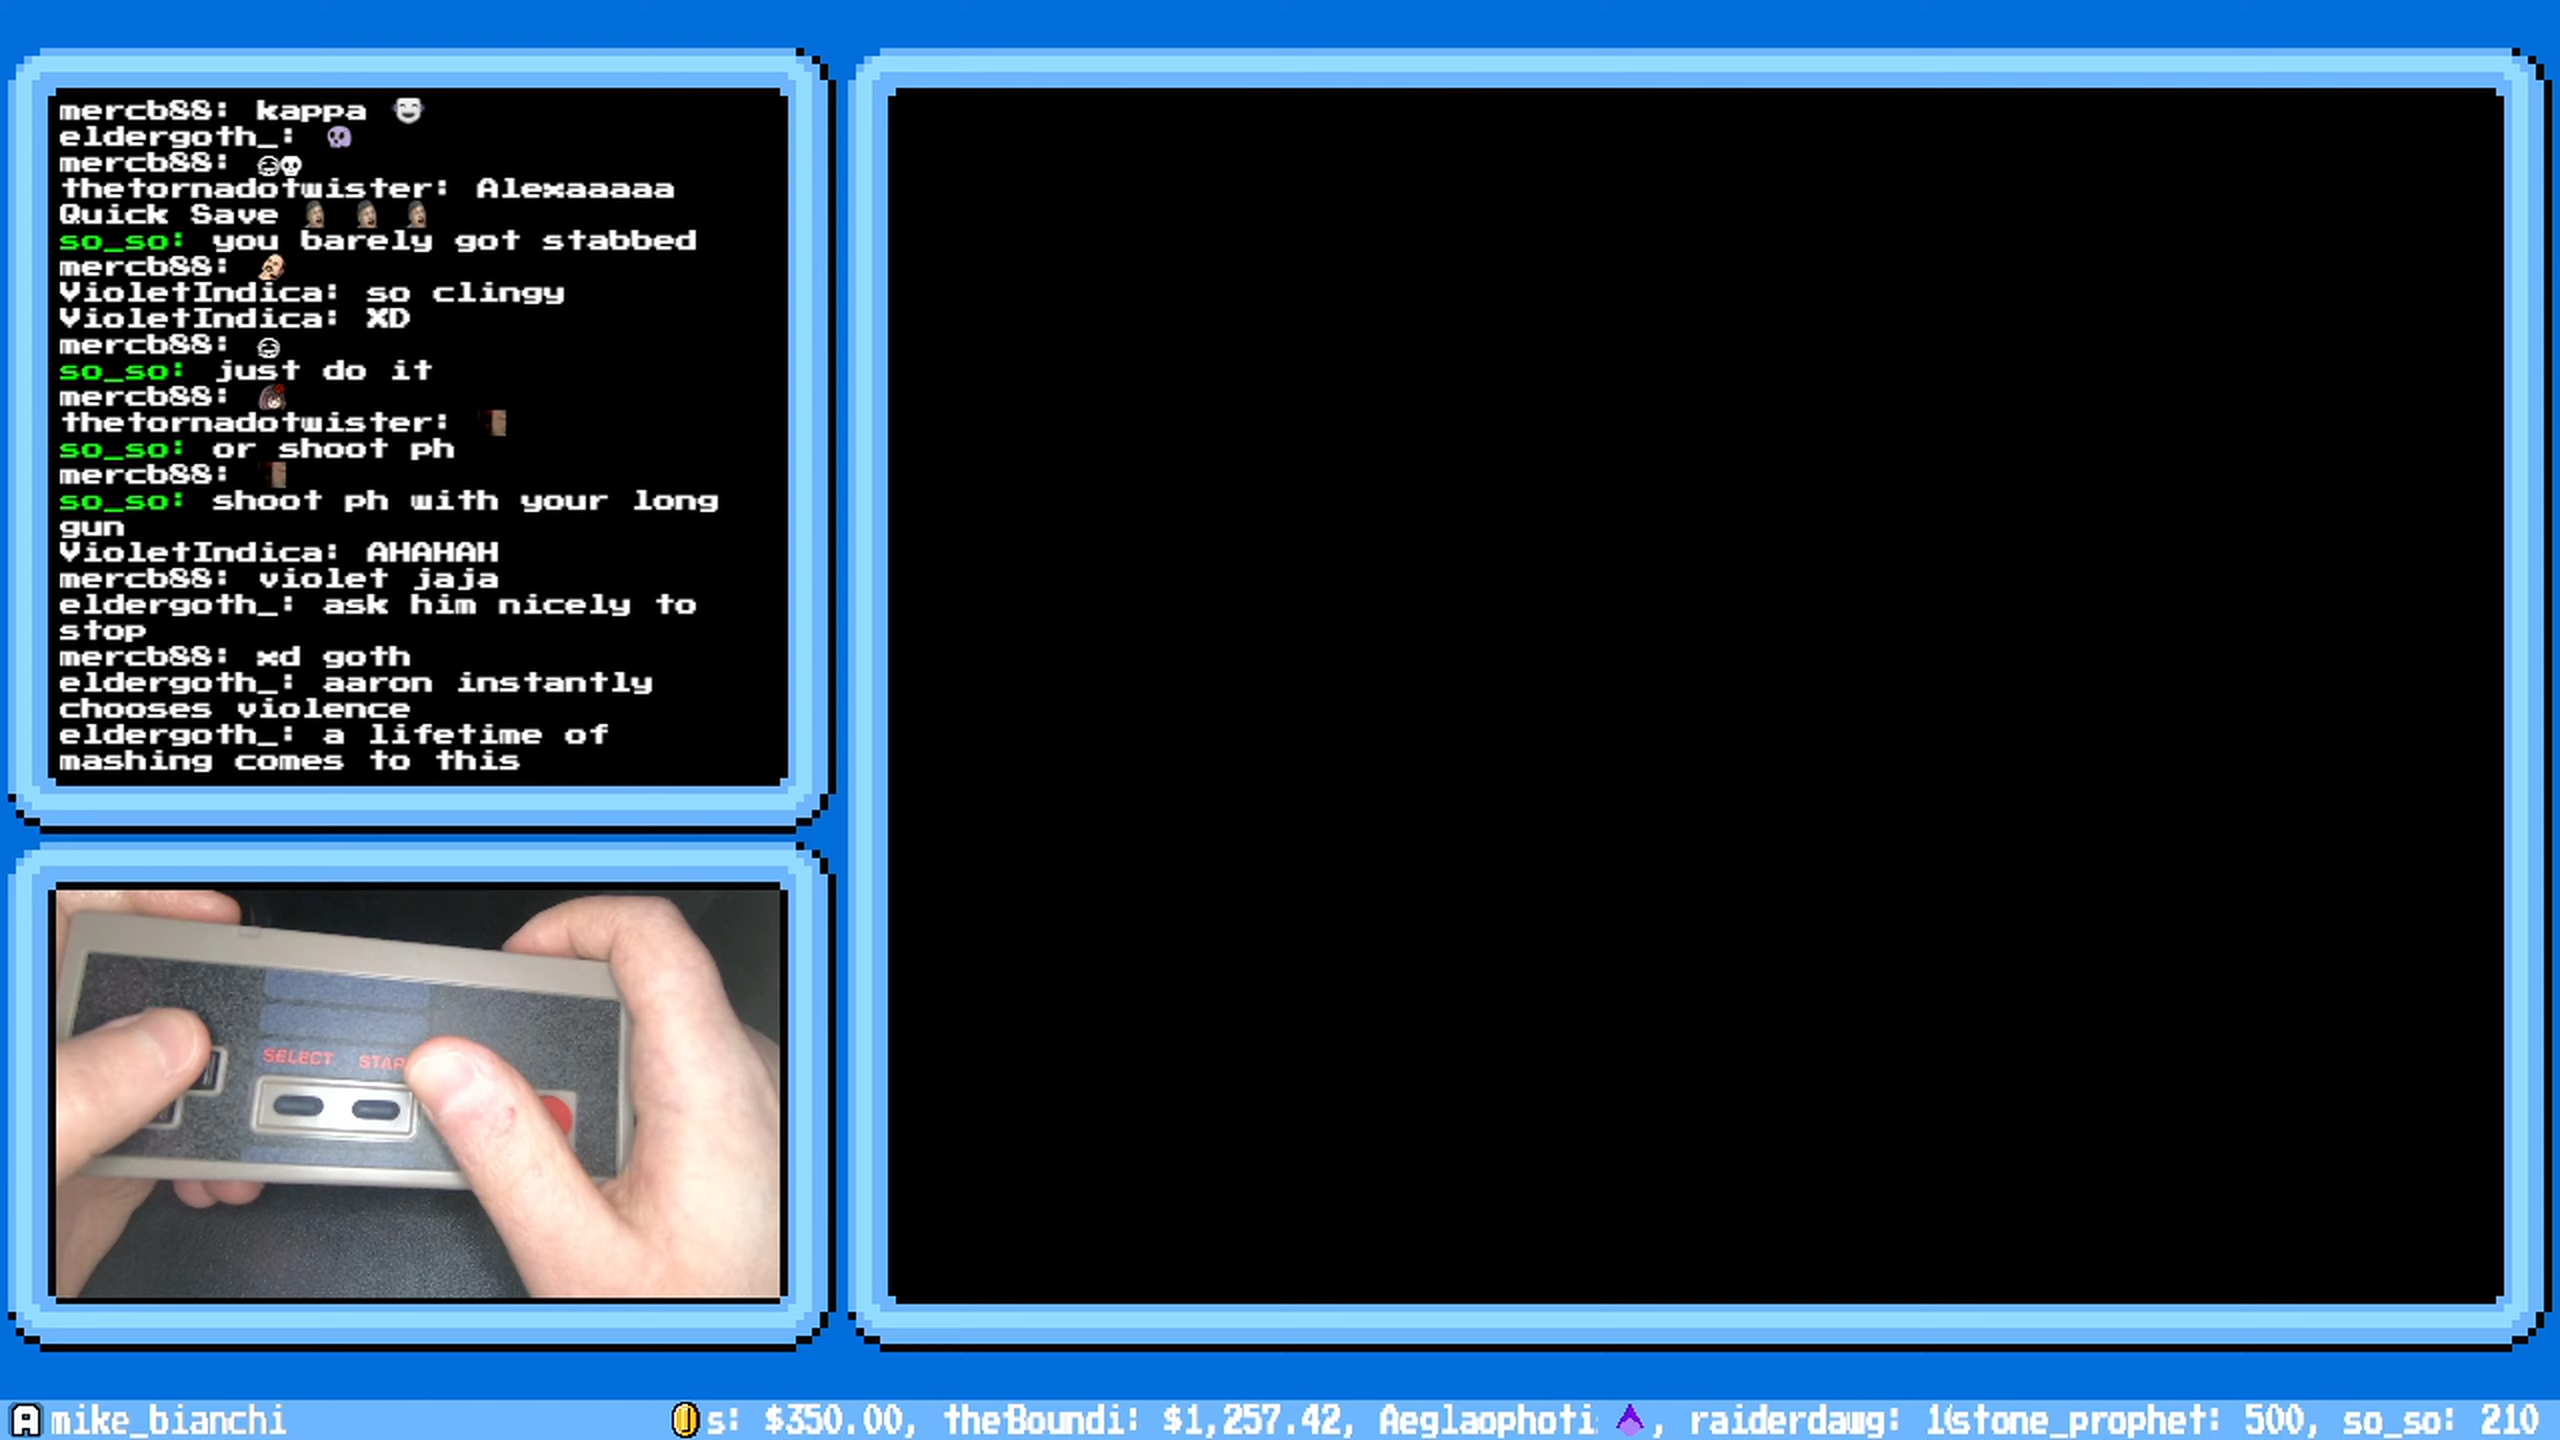 mercb88: kappa
eldergoth_:
mercb88:
thetornadotwister: Alexaaaaa
Quick Save
so_so: you barely got stabbed
mercb88:
VioletIndica: so clingy
VioletIndica: XD
mercb88:
so_so: just do it
mercb88:
thetornadotwister:
so_so: or shoot ph
mercb88:
so_so: shoot ph with your long
gun
VioletIndica: AHAHAH
mercb88: violet jaja
eldergoth_: ask him nicely to
stop
mercb88: xd goth
eldergoth_: aaron instantly
chooses violence
eldergoth_: a lifetime of
mashing comes to this
SELECT STAR
A mike_bianchi
s: $350.00, theBoundi: $1,257.42, Aeglaophoti
, raiderdawg: 1
stone_prophet: 500, so_so: 210